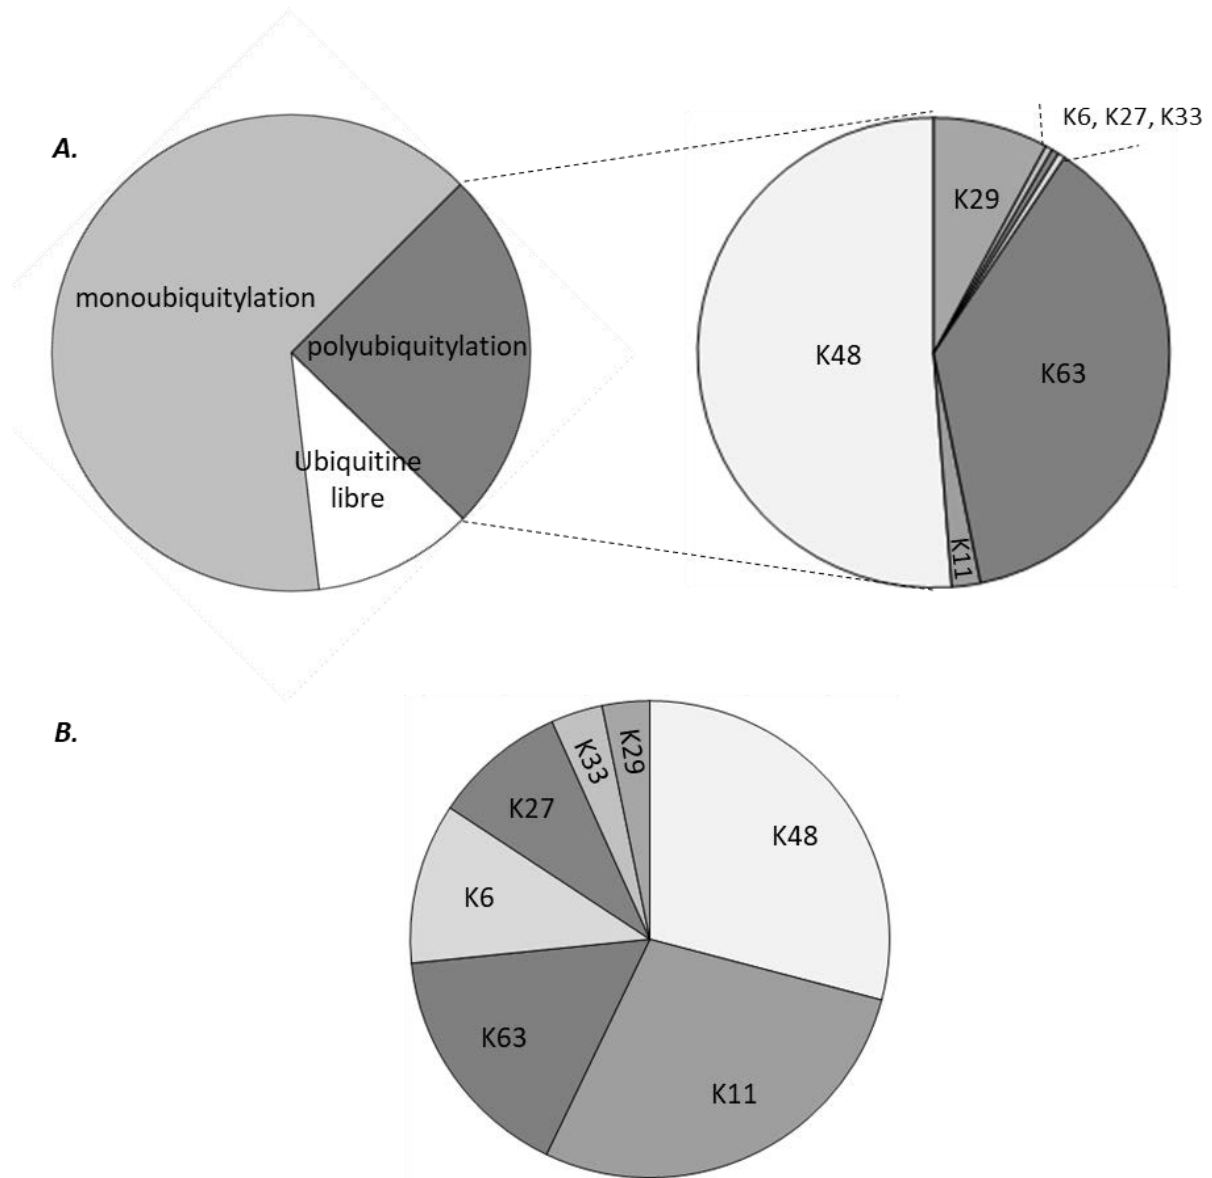 A.
monoubiquitylation
polyubiquitylation
Ubiquitine
libre
K6, K27, K33
K29
K48
K63
K11
B.
K33
K29
K27
K48
K6
K63
K11